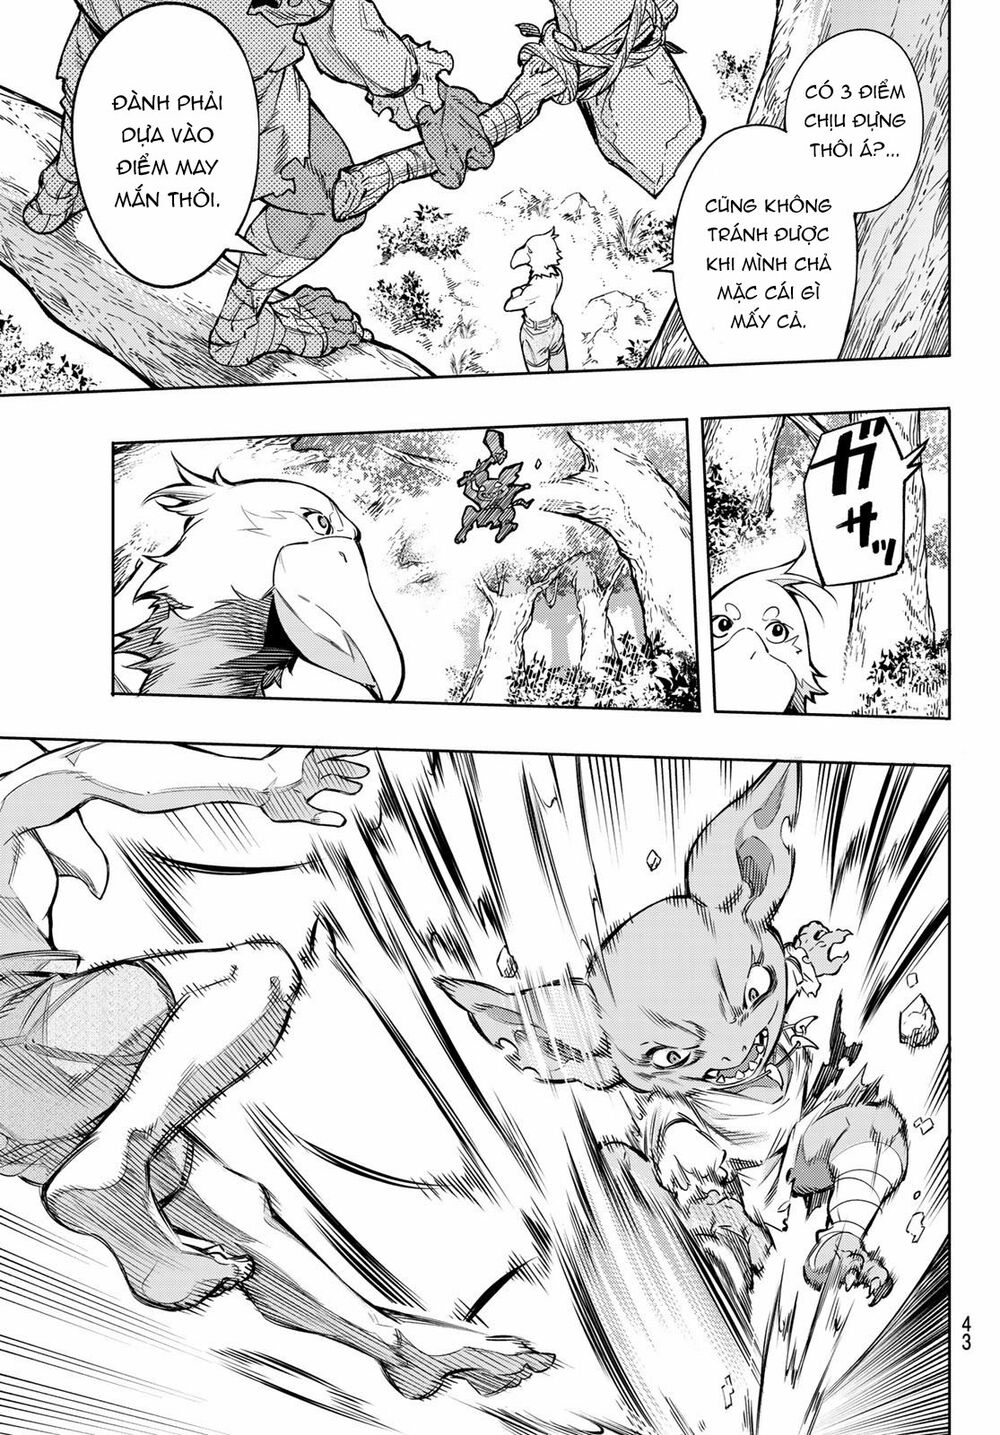 CÓ 3 ĐIỂM
CHỊU ĐỰNG
THÔI Á?...
CŨNG KHÔNG
TRÁNH ĐƯỢC
KHI MÌNH CHẢ
MẶC CÁI GÌ
MẤY CẢ.
ĐÀNH PHẢI
DỰA VÀO
ĐIỂM MAY
MẮN THÔI.
ガサッ
43